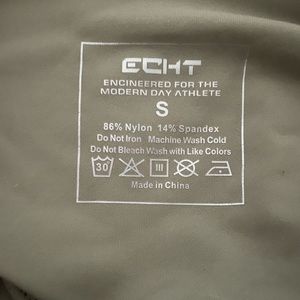 ECHT
ENGINEERED FOR THE
MODERN DAY ATHLETE
S
86% Nylon 14% Spandex
Do Not Iron Machine Wash Cold
Do Not Bleach Wash with Like Colors
30
Made in China